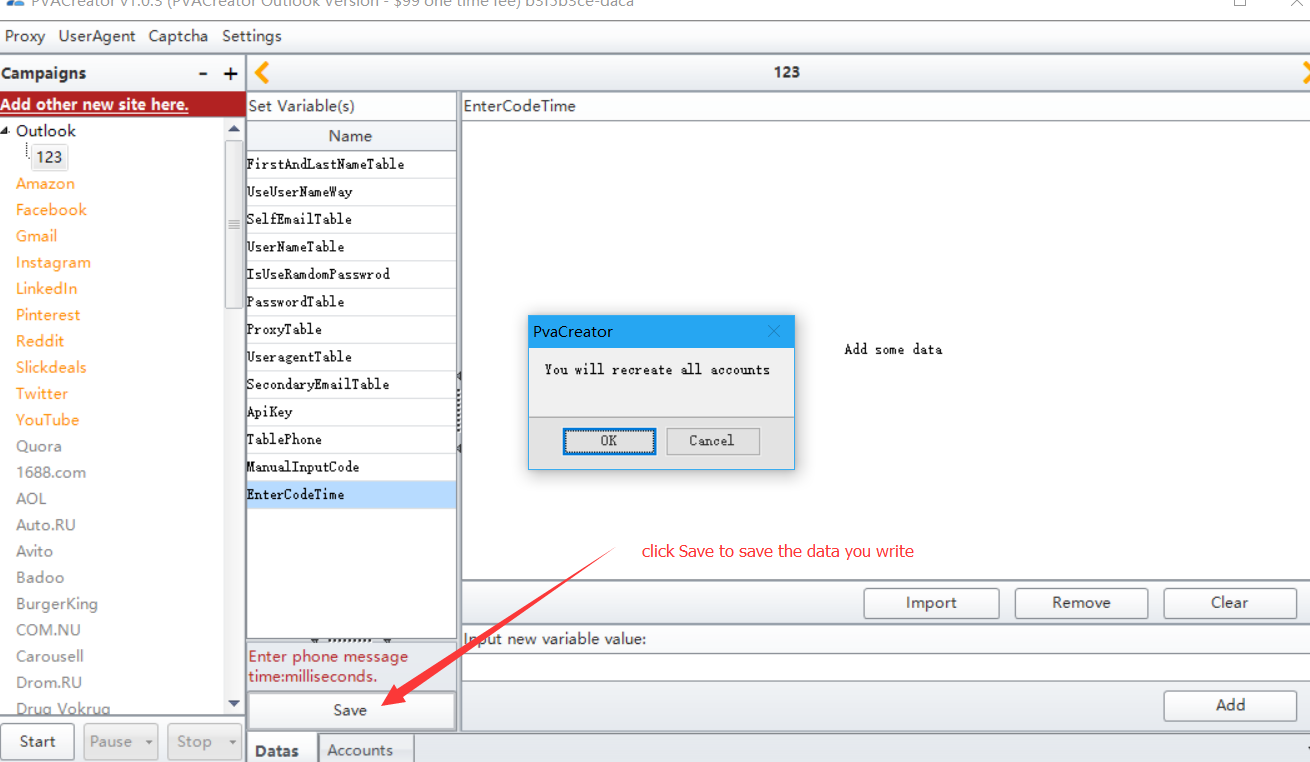 PVACreator v1.0.3 (PVACreator Outlook Version - $99 one time fee) b3f5b3ce-daca
Proxy UserAgent Captcha Settings
Campaigns - +
123
Add other new site here.
Outlook
123
Amazon
Facebook
Gmail
Instagram
LinkedIn
Pinterest
Reddit
Slickdeals
Twitter
YouTube
Quora
1688.com
AOL
Auto.RU
Avito
Badoo
BurgerKing
COM.NU
Carousell
Drom.RU
Drug Vokrug
Start
Pause
Stop
Set Variable(s)
Name
FirstAndLastNameTable
UseUserNameWay
SelfEmailTable
UserNameTable
IsUseRamdomPasswrod
PasswordTable
ProxyTable
UseragentTable
SecondaryEmailTable
ApiKey
TablePhone
ManualInputCode
EnterCodeTime
Enter phone message
time:milliseconds.
Save
Datas
Accounts
EnterCodeTime
Add some data
PvaCreator
You will recreate all accounts
OK
Cancel
click Save to save the data you write
Import
Remove
Clear
Input new variable value:
Add